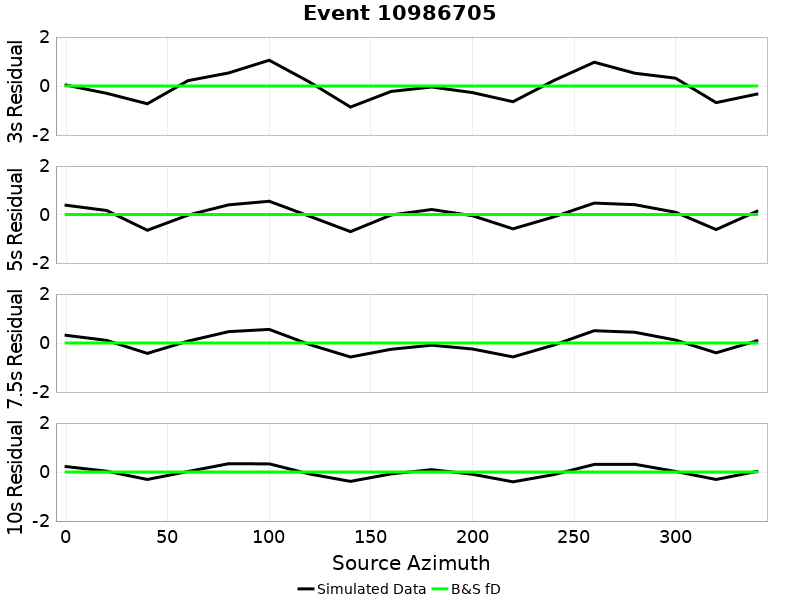 Event 10986705
3s Residual
2
0
-2
5s Residual
2
0
-2
7.5s Residual
2
0
-2
10s Residual
2
0
-2
0 50 100 150 200 250 300
Source Azimuth
Simulated Data B&S fD